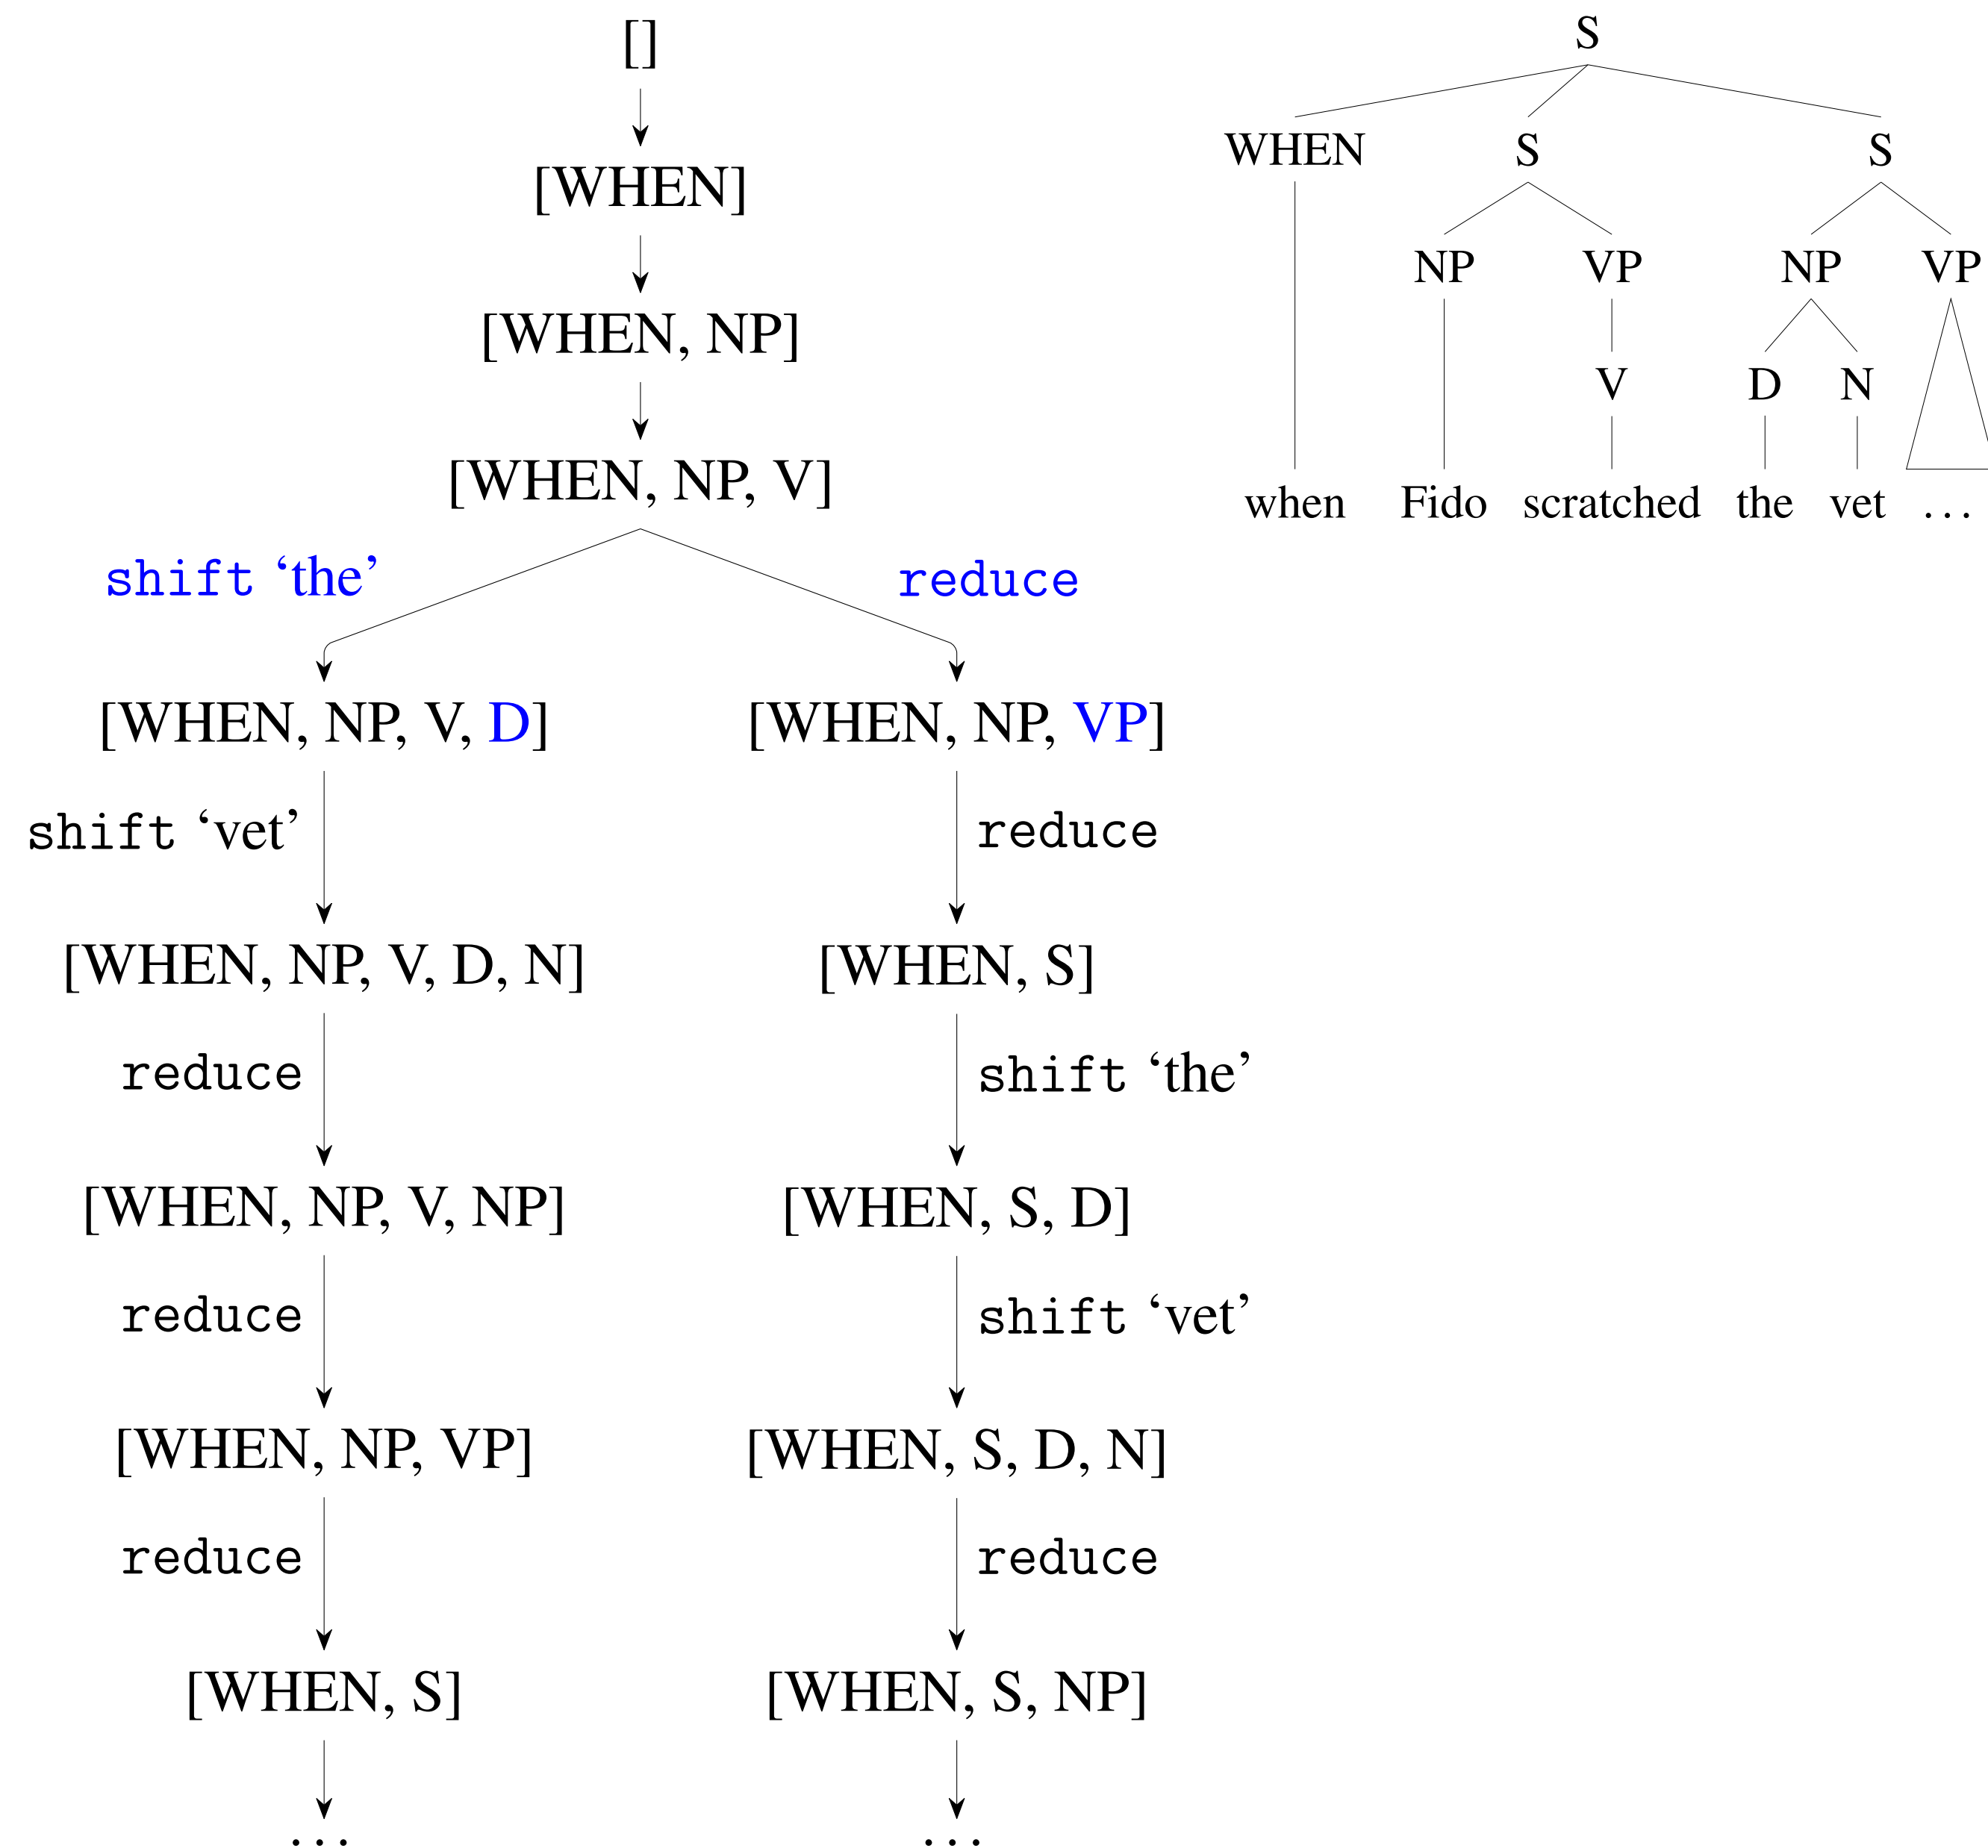 []
[WHEN]
[WHEN, NP]
[WHEN, NP, V]
shift ‘the’
reduce
[WHEN, NP, V, D]
[WHEN, NP, VP]
shift ‘vet’
reduce
[WHEN, NP, V, D, N]
[WHEN, S]
reduce
shift ‘the’
[WHEN, NP, V, NP]
[WHEN, S, D]
reduce
shift ‘vet’
[WHEN, NP, VP]
[WHEN, S, D, N]
reduce
reduce
[WHEN, S]
[WHEN, S, NP]
...
...
S
WHEN S S
NP VP NP VP
V D N
when Fido scratched the vet ...